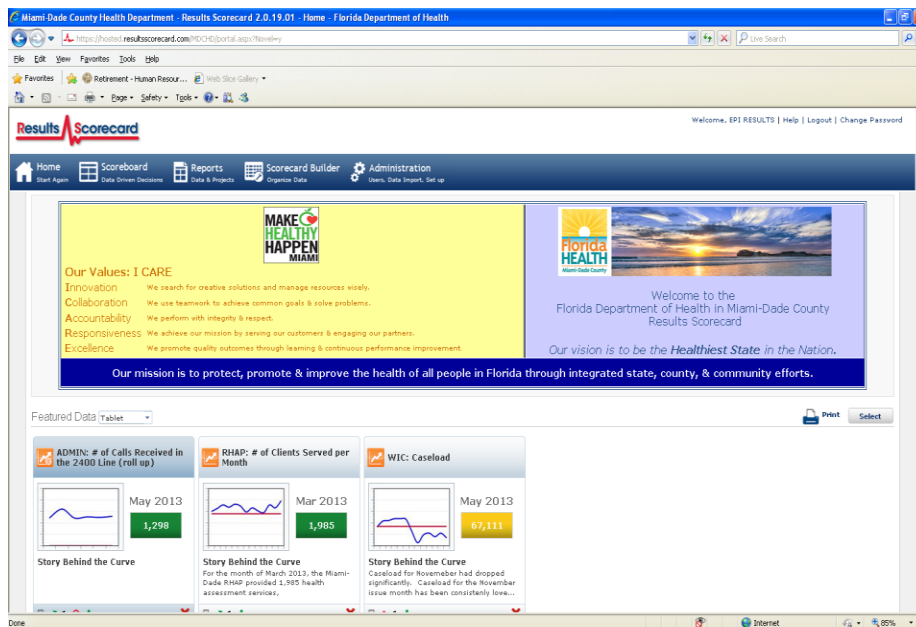 Miami-Dade County Health Department - Results Scorecard 2.0.19.01 - Home - Florida Department of Health
https://hosted.resultsscorecard.com/MDCHD/portal.aspx?Novel=y
Live Search
File Edit View Favorites Tools Help
Favorites Retirement - Human Resour... Web Slice Gallery
Page Safety Tools
Results Scorecard
Welcome, EPI RESULTS | Help | Logout | Change Password
Home
Start Again
Scoreboard
Data Driven Decisions
Reports
Data & Projects
Scorecard Builder
Organize Data
Administration
Users, Data Import, Set up
MAKE
HEALTHY
HAPPEN
MIAMI
Our Values: I CARE
Innovation We search for creative solutions and manage resources wisely.
Collaboration We use teamwork to achieve common goals & solve problems.
Accountability We perform with integrity & respect.
Responsiveness We achieve our mission by serving our customers & engaging our partners.
Excellence We promote quality outcomes through learning & continuous performance improvement.
Florida
HEALTH
Miami-Dade County
Welcome to the
Florida Department of Health in Miami-Dade County
Results Scorecard
Our vision is to be the Healthiest State in the Nation.
Our mission is to protect, promote & improve the health of all people in Florida through integrated state, county, & community efforts.
Featured Data Tablet
Print Select
ADMIN: # of Calls Received in
the 2400 Line (roll up)
May 2013
1,298
Story Behind the Curve
RHAP: # of Clients Served per
Month
Mar 2013
1,985
Story Behind the Curve
For the month of March 2013, the Miami-
Dade RHAP provided 1,985 health
assessment services,
WIC: Caseload
May 2013
67,111
Story Behind the Curve
Caseload for Novemeber had dropped
significantly. Caseload for the November
issue month has been consistenly lowe...
Done
Internet
85%